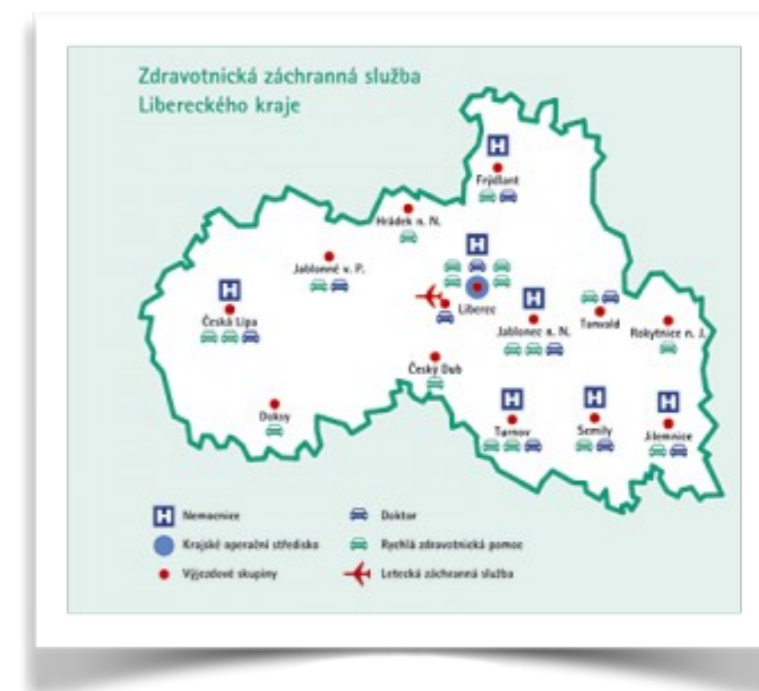 Zdravotnická záchranná služba
Libereckého kraje
H
Frýdlant
Hrádek n. N.
Jablonné v. P.
H
Liberec
H
Česká Lípa
H
Jablonec n. N.
Tanvald
Rokytnice n. J.
Český Dub
Doksy
H
Turnov
H
Semily
H
Jilemnice
H Nemocnice
Doktor
Krajské operační středisko
Rychlá zdravotnická pomoc
Výjezdové skupiny
Letecká záchranná služba